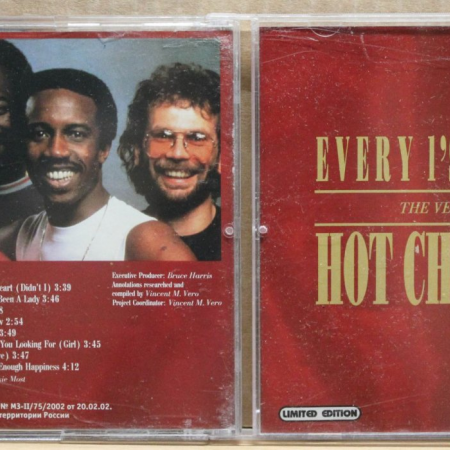 eart (Didn't I) 3:39
Been A Lady 3:46
8
w 2:54
3:49
You Looking For (Girl) 3:45
e) 3:47
Enough Happiness 4:12
Most
№ МЗ-II/75/2002 от 20.02.02.
территории России
Executive Producer: Bruce Harris
Annotations researched and
compiled by Vincent M. Vero
Project Coordinator: Vincent M. Vero
EVERY 1'
THE VE
HOT CH
LIMITED EDITION